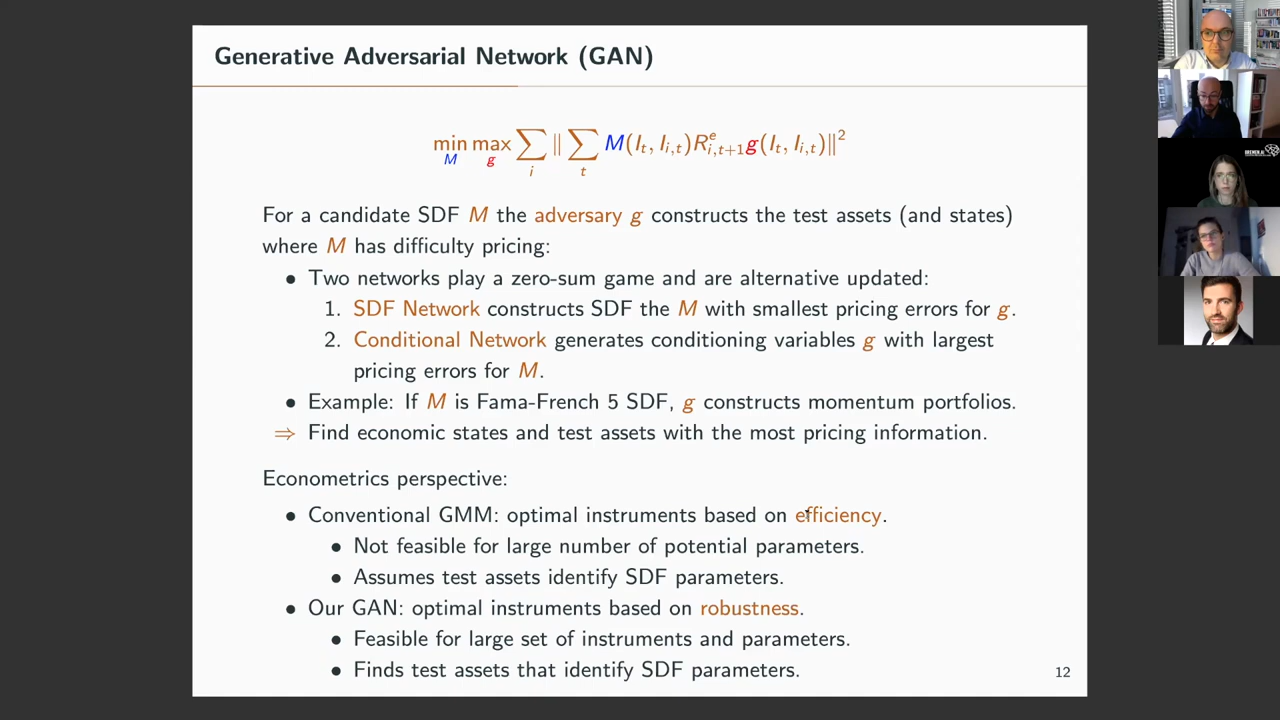 Generative Adversarial Network (GAN)
min max ∑ ‖ ∑ M(I_t, I_{i,t})R^e_{i,t+1}g(I_t, I_{i,t})‖²
M g i t
For a candidate SDF M the adversary g constructs the test assets (and states)
where M has difficulty pricing:
• Two networks play a zero-sum game and are alternative updated:
1. SDF Network constructs SDF the M with smallest pricing errors for g.
2. Conditional Network generates conditioning variables g with largest
pricing errors for M.
• Example: If M is Fama-French 5 SDF, g constructs momentum portfolios.
⇒ Find economic states and test assets with the most pricing information.
Econometrics perspective:
• Conventional GMM: optimal instruments based on efficiency.
• Not feasible for large number of potential parameters.
• Assumes test assets identify SDF parameters.
• Our GAN: optimal instruments based on robustness.
• Feasible for large set of instruments and parameters.
• Finds test assets that identify SDF parameters.
12